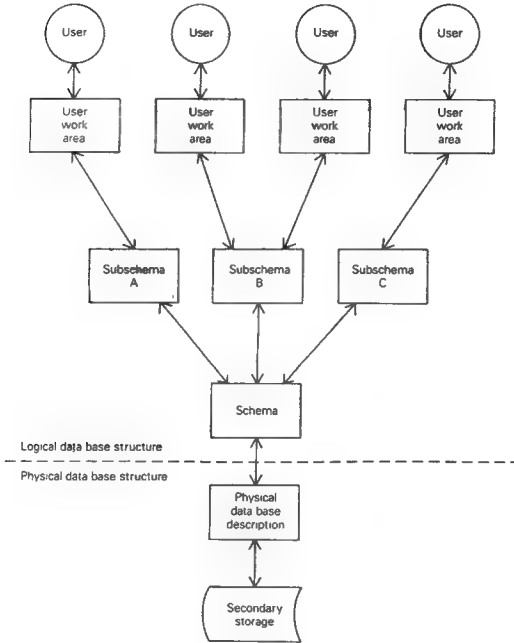 User
User
User
User
User
work
area
User
work
area
User
work
area
User
work
area
Subschema
A
Subschema
B
Subschema
C
Schema
Logical data base structure
Physical data base structure
Physical
data base
description
Secondary
storage